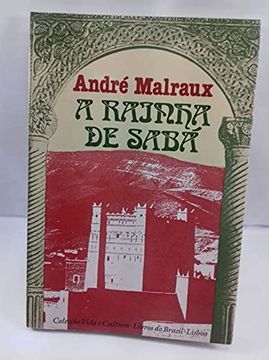 André Malraux
A RAINHA
DE SABÁ
Colecção Vida e Cultura · Livros do Brasil · Lisboa